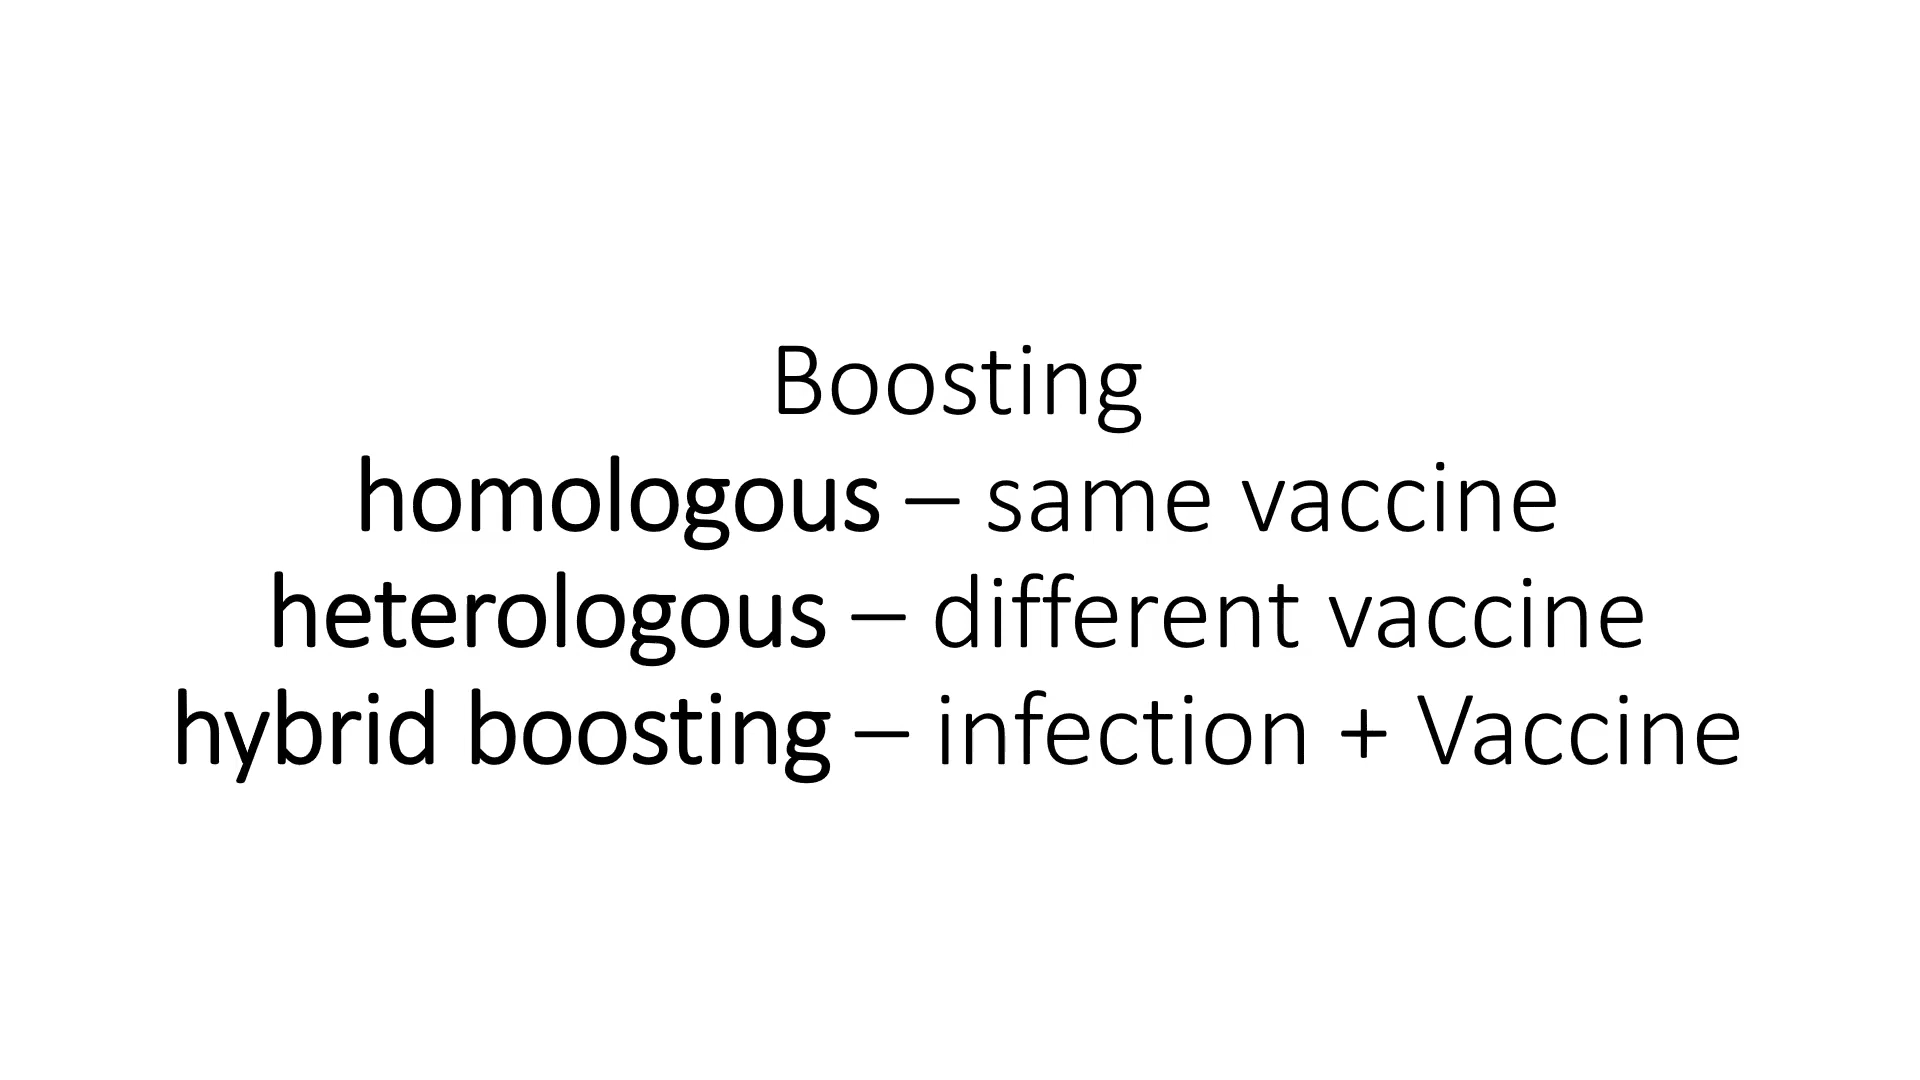 Boosting
homologous – same vaccine
heterologous – different vaccine
hybrid boosting – infection + Vaccine